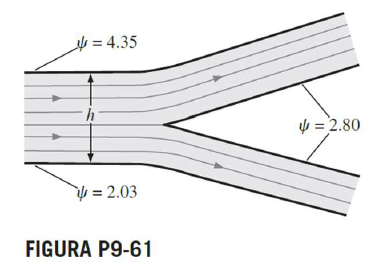 ψ = 4.35
h
ψ = 2.80
ψ = 2.03
FIGURA P9-61